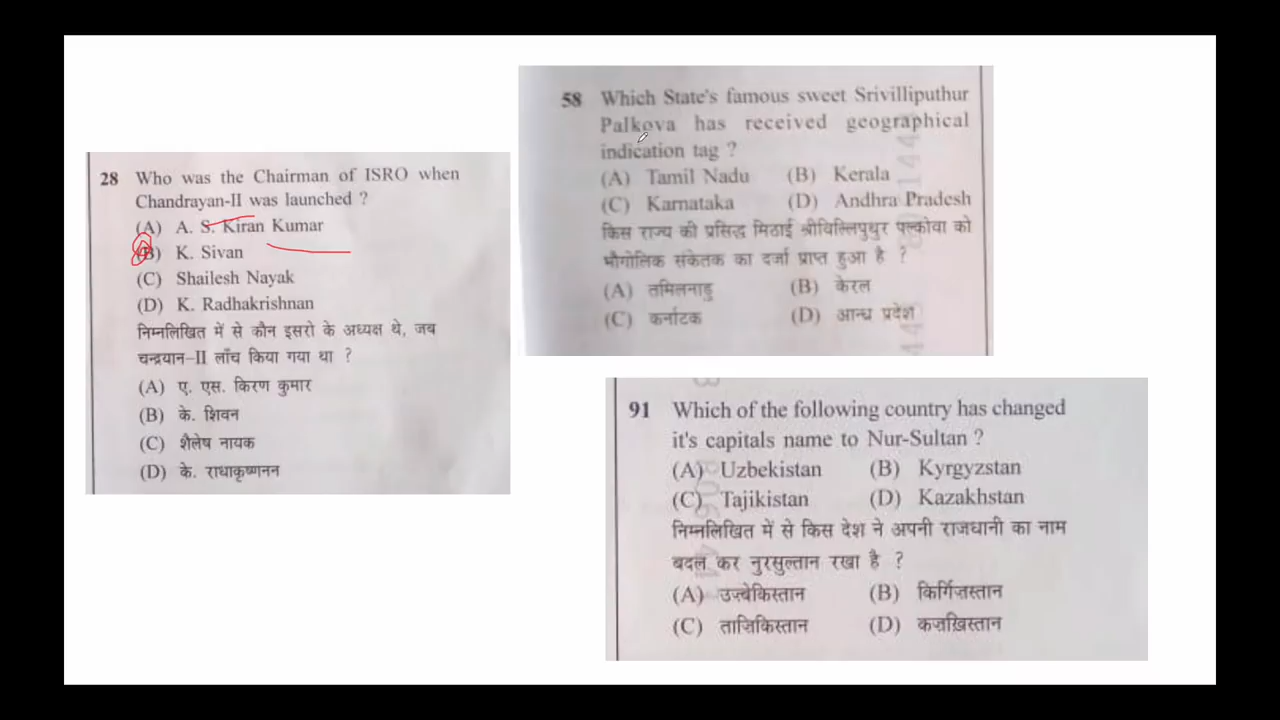 28 Who was the Chairman of ISRO when
Chandrayan-II was launched ?
(A) A. S. Kiran Kumar
(B) K. Sivan
(C) Shailesh Nayak
(D) K. Radhakrishnan
निम्नलिखित में से कौन इसरो के अध्यक्ष थे, जब
चन्द्रयान-II लाँच किया गया था ?
(A) ए. एस. किरण कुमार
(B) के. शिवन
(C) शैलेष नायक
(D) के. राधाकृष्णनन
58 Which State's famous sweet Srivilliputhur
Palkova has received geographical
indication tag ?
(A) Tamil Nadu (B) Kerala
(C) Karnataka (D) Andhra Pradesh
किस राज्य की प्रसिद्ध मिठाई श्रीविल्लिपुथुर पल्कोवा को
भौगोलिक संकेतक का दर्जा प्राप्त हुआ है ?
(A) तमिलनाडु (B) केरल
(C) कर्नाटक (D) आन्ध्र प्रदेश
91 Which of the following country has changed
it's capitals name to Nur-Sultan ?
(A) Uzbekistan (B) Kyrgyzstan
(C) Tajikistan (D) Kazakhstan
निम्नलिखित में से किस देश ने अपनी राजधानी का नाम
बदल कर नुरसुल्तान रखा है ?
(A) उज़्बेकिस्तान (B) किर्गिज़स्तान
(C) ताज़िकिस्तान (D) कज़ख़िस्तान